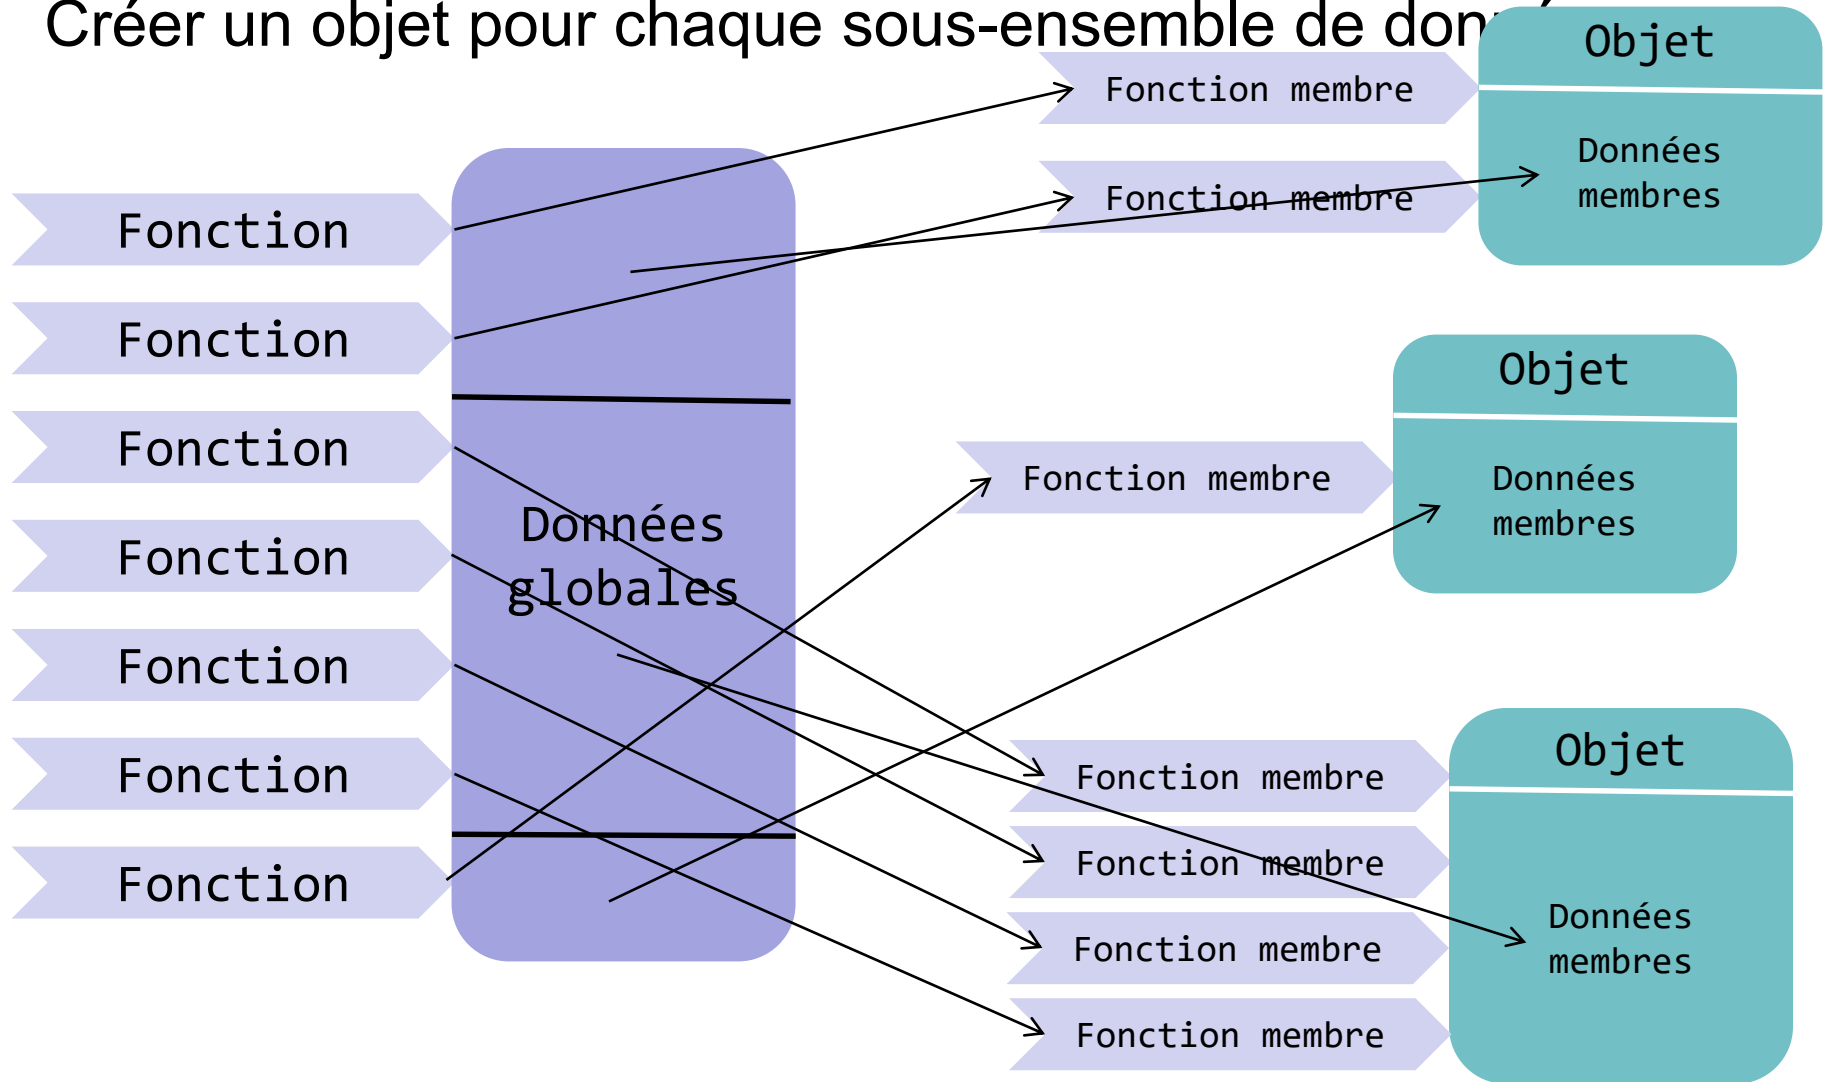 Créer un objet pour chaque sous-ensemble de
Objet
Fonction membre
Données
membres
Fonction membre
Fonction
Fonction
Fonction
Fonction
Fonction
Fonction
Fonction
Données
globales
Objet
Fonction membre
Données
membres
Objet
Fonction membre
Fonction membre
Fonction membre
Fonction membre
Données
membres